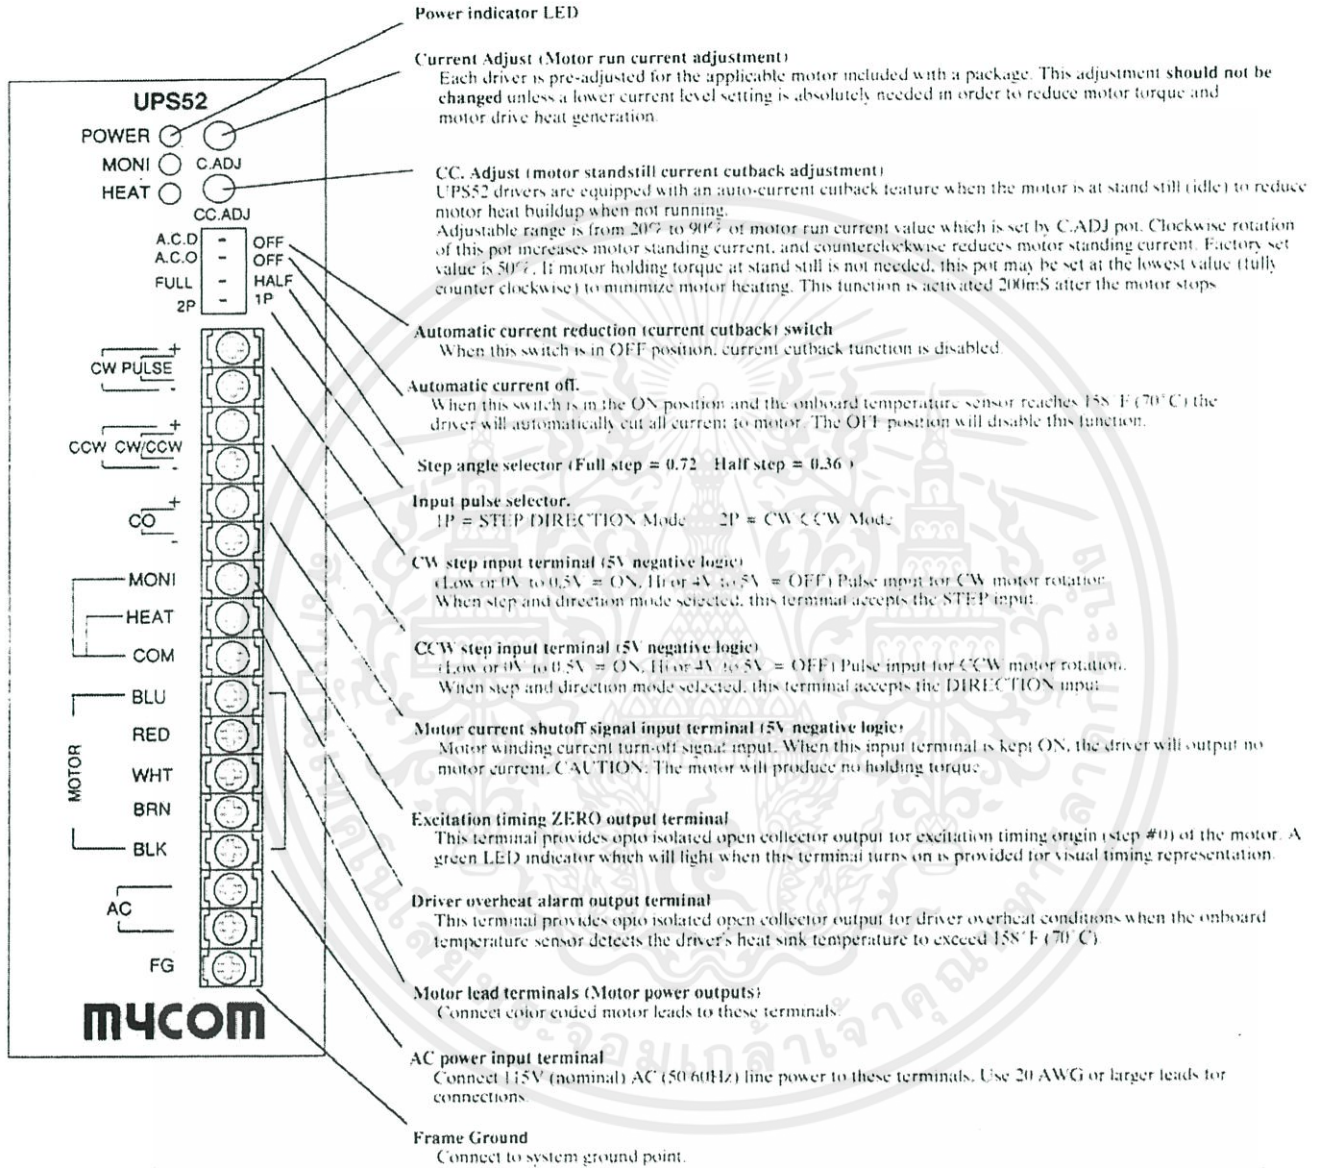 Power indicator LED
Current Adjust (Motor run current adjustment)
Each driver is pre-adjusted for the applicable motor included with a package. This adjustment should not be
changed unless a lower current level setting is absolutely needed in order to reduce motor torque and
motor drive heat generation.
CC. Adjust (motor standstill current cutback adjustment)
UPS52 drivers are equipped with an auto-current cutback feature when the motor is at stand still (idle) to reduce
motor heat buildup when not running.
Adjustable range is from 20% to 90% of motor run current value which is set by C.ADJ pot. Clockwise rotation
of this pot increases motor standing current, and counterclockwise reduces motor standing current. Factory set
value is 50%. If motor holding torque at stand still is not needed, this pot may be set at the lowest value (fully
counter clockwise) to minimize motor heating. This function is activated 200mS after the motor stops
Automatic current reduction (current cutback) switch
When this switch is in OFF position, current cutback function is disabled.
Automatic current off.
When this switch is in the ON position and the onboard temperature sensor reaches 158°F (70°C) the
driver will automatically cut all current to motor. The OFF position will disable this function.
Step angle selector (Full step = 0.72 Half step = 0.36 )
Input pulse selector.
1P = STEP DIRECTION Mode 2P = CW CCW Mode
CW step input terminal (5V negative logic)
(Low or 0V to 0.5V = ON, Hi or 4V to 5V = OFF) Pulse input for CW motor rotation
When step and direction mode selected, this terminal accepts the STEP input
CCW step input terminal (5V negative logic)
(Low or 0V to 0.5V = ON, Hi or 4V to 5V = OFF) Pulse input for CCW motor rotation.
When step and direction mode selected, this terminal accepts the DIRECTION input
Motor current shutoff signal input terminal (5V negative logic)
Motor winding current turn-off signal input. When this input terminal is kept ON, the driver will output no
motor current. CAUTION: The motor will produce no holding torque
Excitation timing ZERO output terminal
This terminal provides opto isolated open collector output for excitation timing origin (step #0) of the motor. A
green LED indicator which will light when this terminal turns on is provided for visual timing representation.
Driver overheat alarm output terminal
This terminal provides opto isolated open collector output for driver overheat conditions when the onboard
temperature sensor detects the driver's heat sink temperature to exceed 158°F (70°C)
Motor lead terminals (Motor power outputs)
Connect color coded motor leads to these terminals.
AC power input terminal
Connect 115V (nominal) AC (50 60Hz) line power to these terminals. Use 20 AWG or larger leads for
connections.
Frame Ground
Connect to system ground point.
UPS52
POWER
MONI C.ADJ
HEAT
CC.ADJ
A.C.D - OFF
A.C.O - OFF
FULL - HALF
2P - 1P
+
CW PULSE
-
+
CCW CW/CCW
-
+
CO
-
MONI
HEAT
COM
MOTOR
BLU
RED
WHT
BRN
BLK
AC
FG
mycom